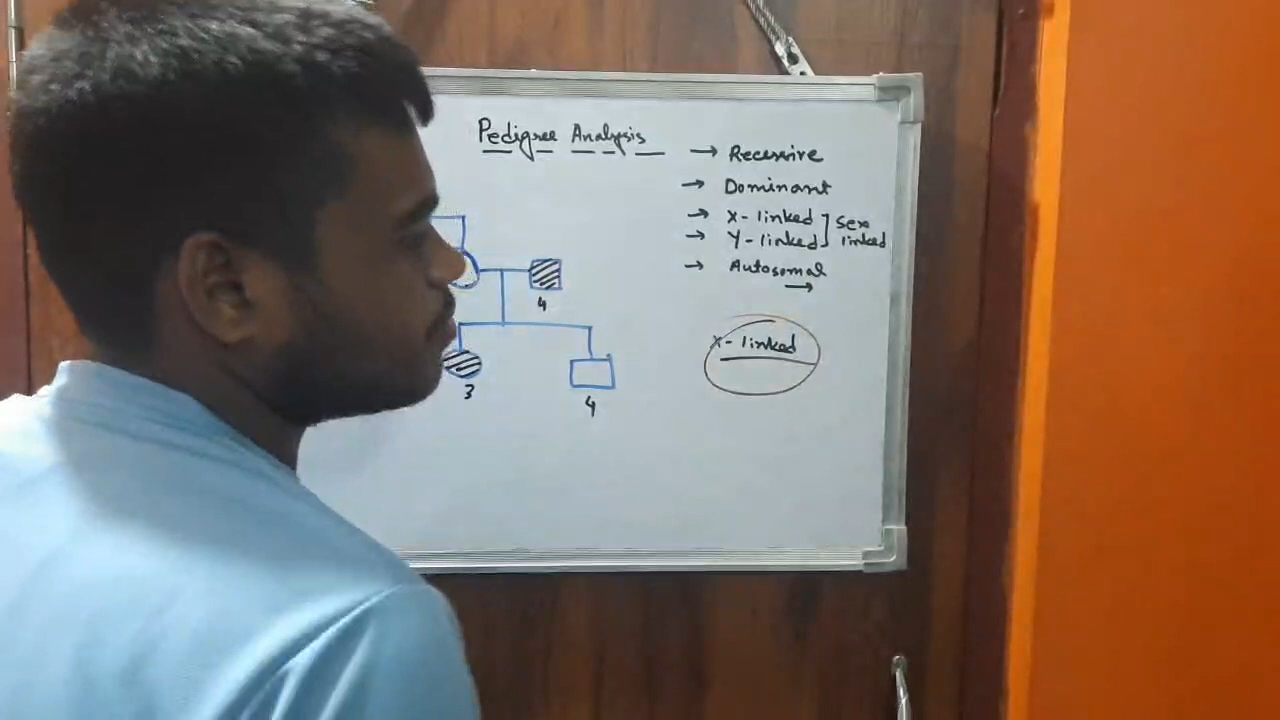 Pedigree Analysis
→ Recessive
→ Dominant
→ X-linked
→ Y-linked
Sex linked
→ Autosomal
→
4
X-linked
3
4